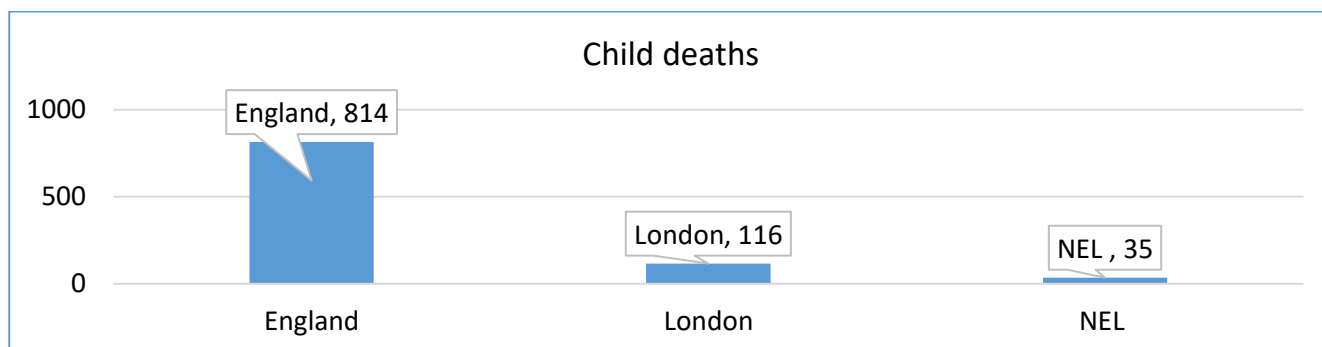 Child deaths
1000
England, 814
500
London, 116
NEL , 35
0
England
London
NEL